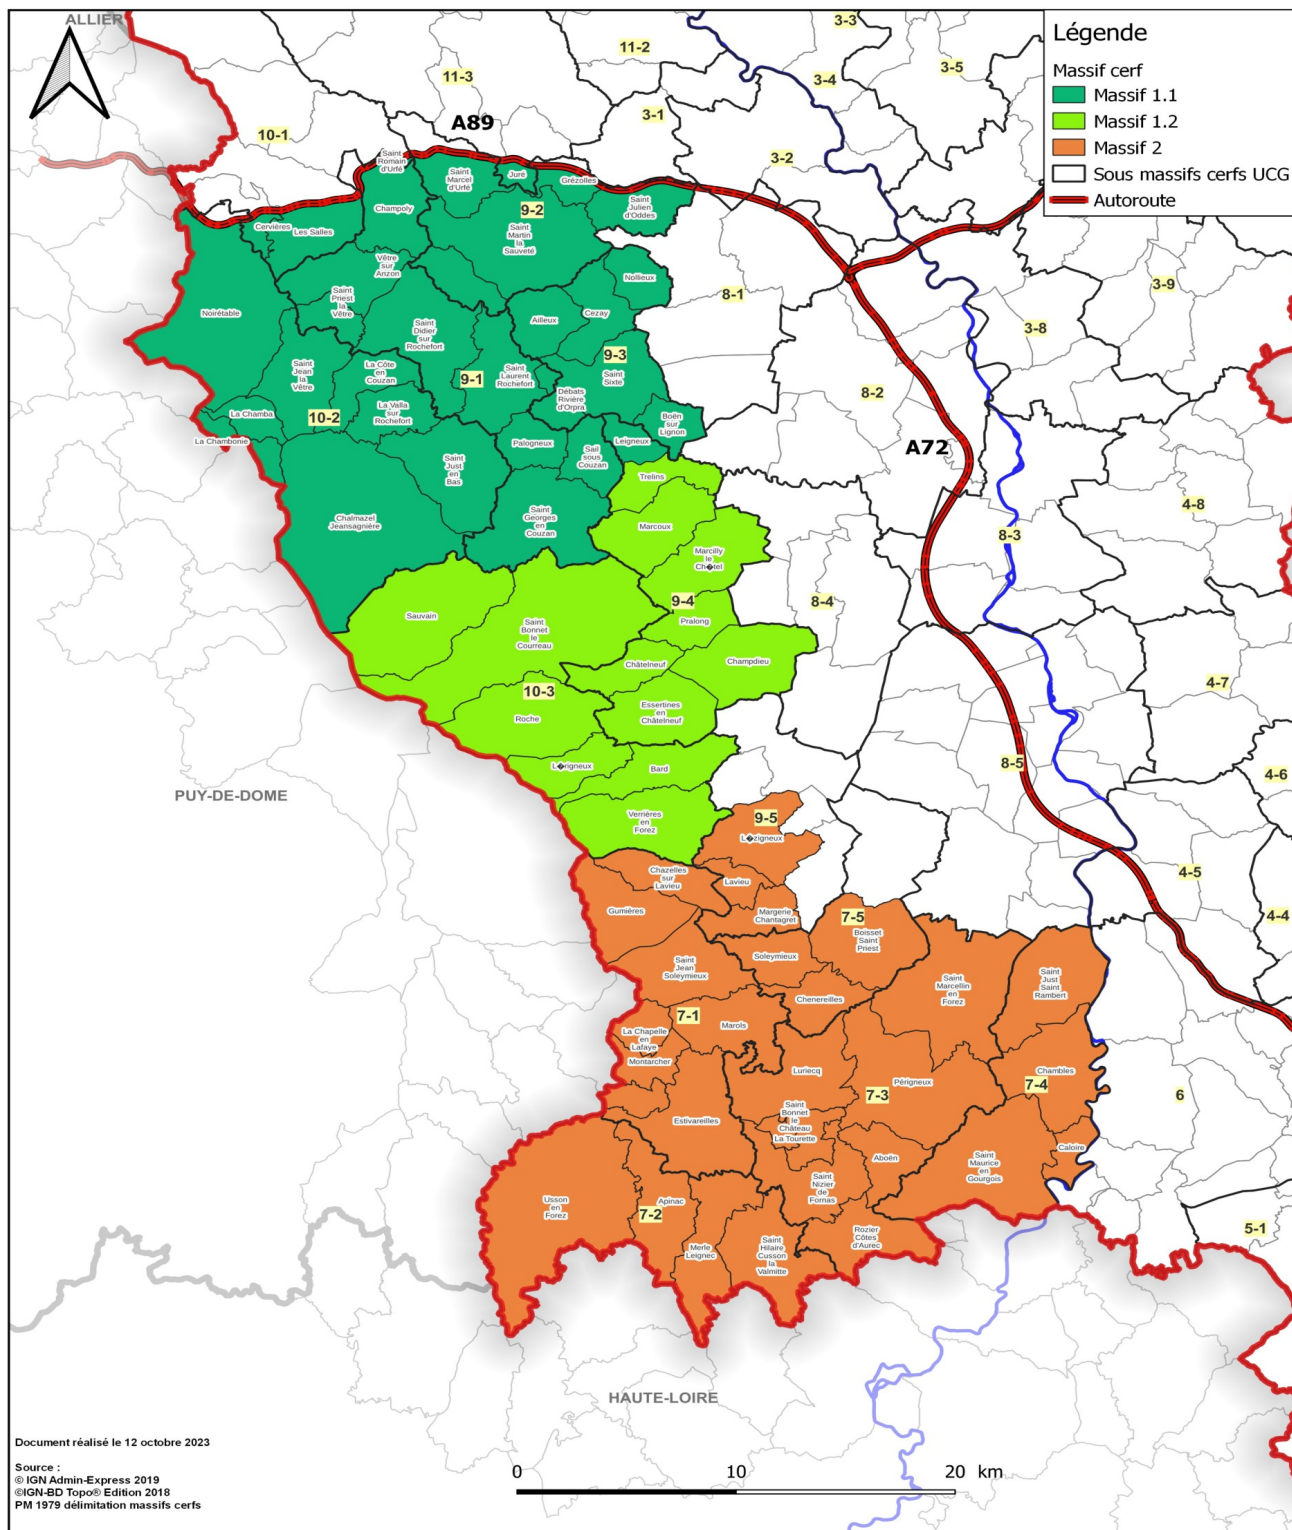 ALLIER
3-3
11-2
3-5
11-3
3-4
3-1
A89
10-1
3-2
Légende
Massif cerf
Massif 1.1
Massif 1.2
Massif 2
Sous massifs cerfs UCG
Autoroute
Saint
Romain
d'Urfé
Saint
Marcel
d'Urfé
Juré
Grézolles
Champoly
9-2
Saint
Julien
d'Oddes
Cervières
Les Salles
Saint
Martin
la
Sauveté
Vêtre
sur
Anzon
Nollieux
3-9
Saint
Priest
la
Vêtre
8-1
Noirétable
Ailleux
Cezay
3-8
Saint
Didier
sur
Rochefort
9-3
Saint
Jean
la
Vêtre
La Côte
en
Couzan
9-1
Saint
Laurent
Rochefort
Saint
Sixte
8-2
Débats
Rivière
d'Orpra
La Chamba
10-2
La Valla
sur
Rochefort
Boën
sur
Lignon
La Chambonie
Palogneux
Leigneux
A72
Saint
Just
en
Bas
Sail
sous
Couzan
Trelins
4-8
Chalmazel
Jeansagnière
Saint
Georges
en
Couzan
Marcoux
8-3
Marcilly
le
Ch�tel
9-4
8-4
Sauvain
Saint
Bonnet
le
Courreau
Pralong
Châtelneuf
Champdieu
4-7
10-3
Roche
Essertines
en
Châtelneuf
L�rigneux
Bard
8-5
4-6
PUY-DE-DOME
Verrières
en
Forez
9-5
L�zigneux
Chazelles
sur
Lavieu
Lavieu
4-5
Gumières
Margerie
Chantagret
7-5
Boisset
Saint
Priest
4-4
Saint
Jean
Soleymieux
Soleymieux
Saint
Marcellin
en
Forez
Saint
Just
Saint
Rambert
Chenereilles
7-1
Marols
La Chapelle
en
Lafaye
Montarcher
Luriecq
Périgneux
7-3
Chambles
7-4
6
Estivareilles
Saint
Bonnet
le
Château
La Tourette
Caloire
Aboën
Saint
Maurice
en
Gourgois
Usson
en
Forez
Apinac
7-2
Saint
Nizier
de
Fornas
5-1
Merle
Leignec
Saint
Hilaire
Cusson
la
Valmitte
Rozier
Côtes
d'Aurec
HAUTE-LOIRE
Document réalisé le 12 octobre 2023
Source :
© IGN Admin-Express 2019
©IGN-BD Topo® Edition 2018
PM 1979 délimitation massifs cerfs
0 10 20 km